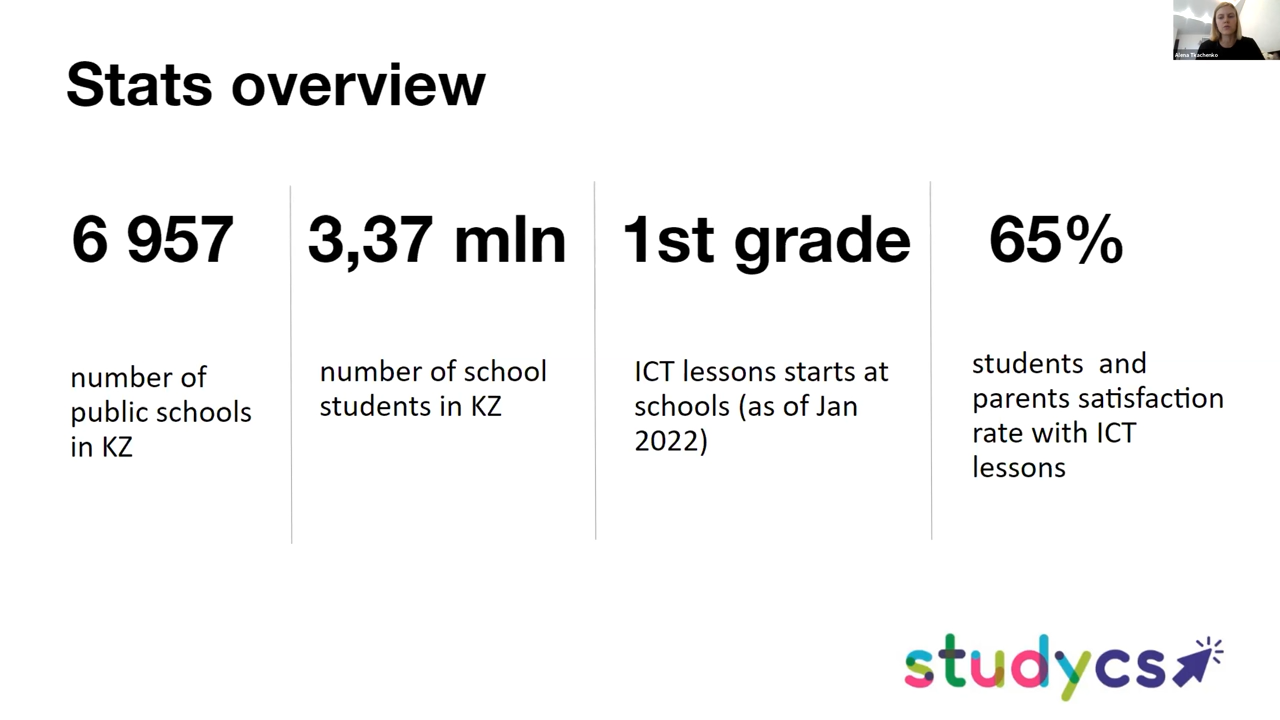 Alena Tkachenko
Stats overview
6 957
number of
public schools
in KZ
3,37 mln
number of school
students in KZ
1st grade
ICT lessons starts at
schools (as of Jan
2022)
65%
students and
parents satisfaction
rate with ICT
lessons
studycs